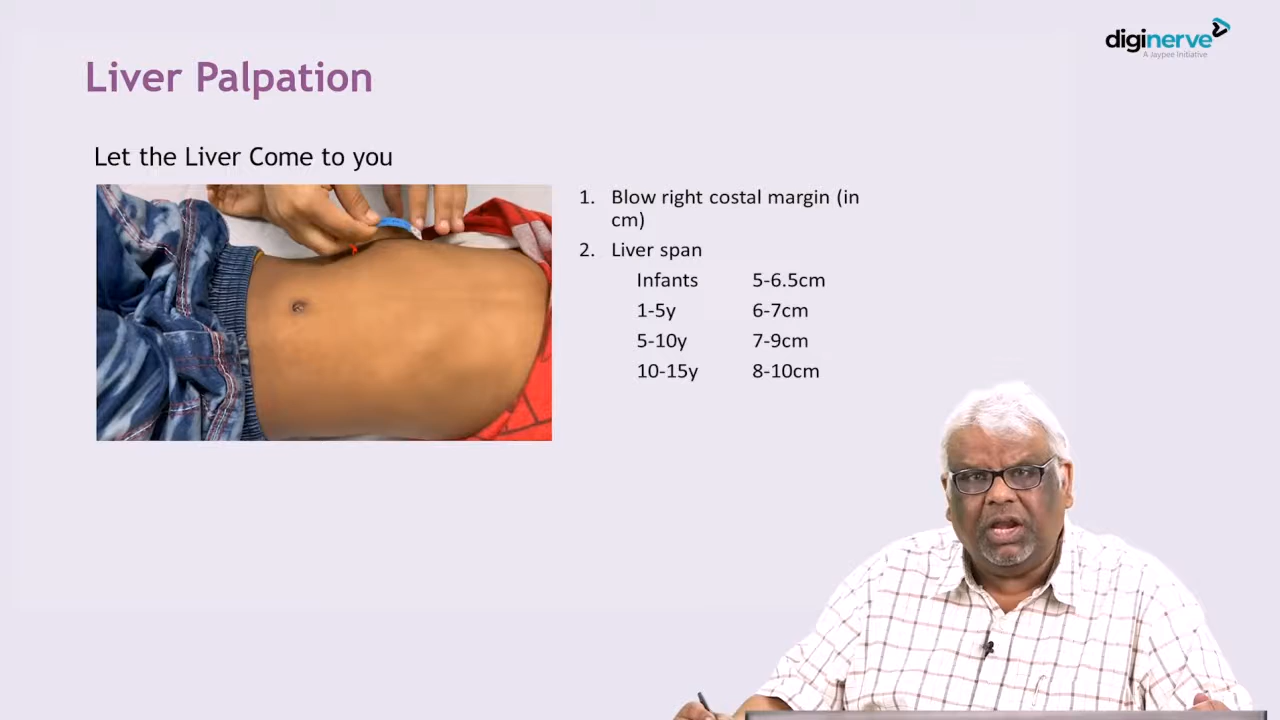 diginerve
A Jaypee Initiative
Liver Palpation
Let the Liver Come to you
1. Blow right costal margin (in
cm)
2. Liver span
Infants 5-6.5cm
1-5y 6-7cm
5-10y 7-9cm
10-15y 8-10cm